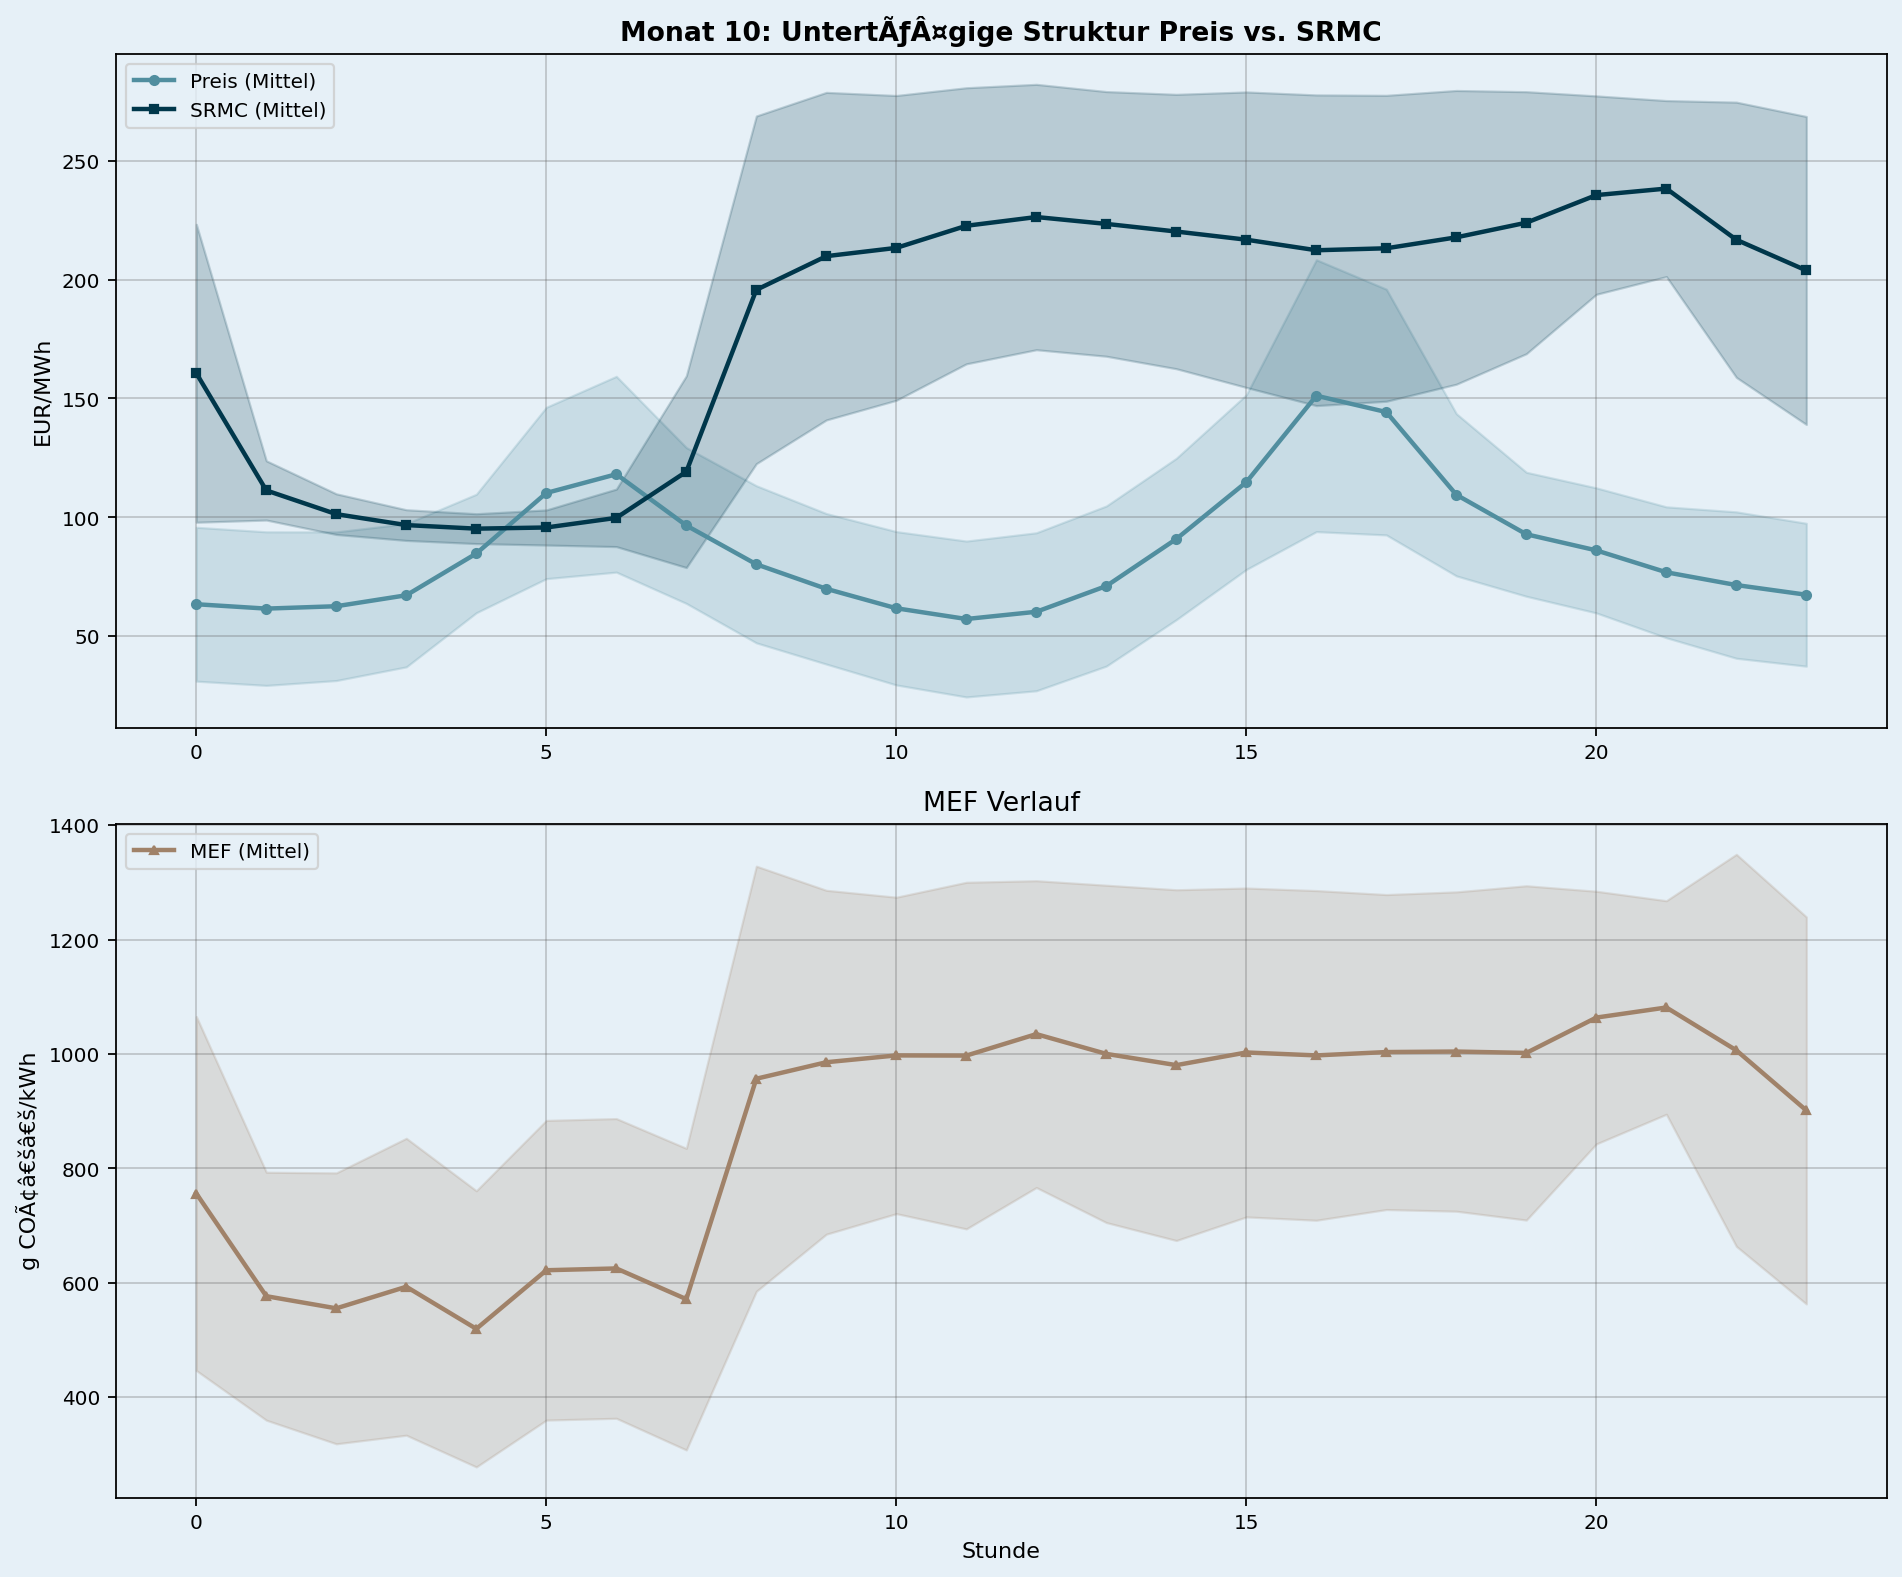 Monat 10: UntertÃƒÂ¤gige Struktur Preis vs. SRMC
Preis (Mittel)
SRMC (Mittel)
EUR/MWh
250
200
150
100
50
0 5 10 15 20
MEF Verlauf
MEF (Mittel)
g COÃ¢â€šâ€š/kWh
1400
1200
1000
800
600
400
0 5 10 15 20
Stunde